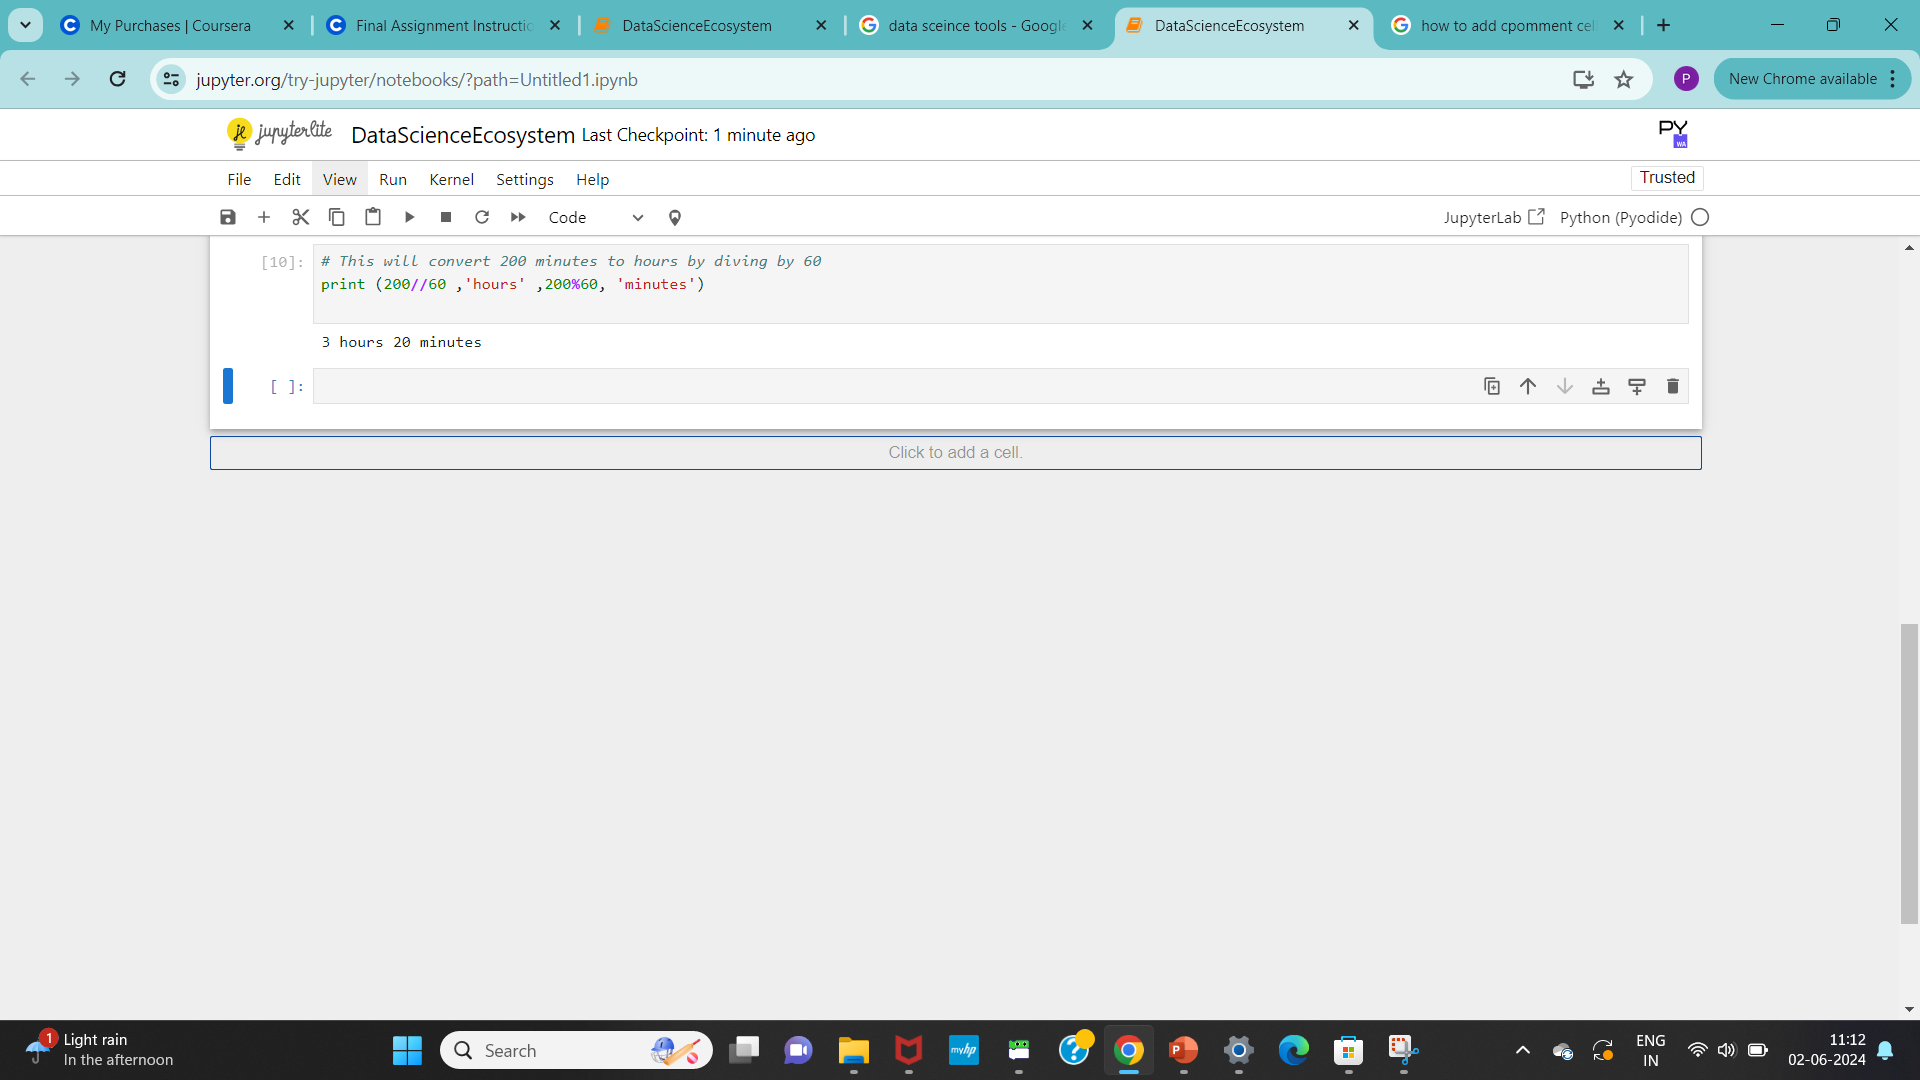 My Purchases | Coursera
Final Assignment Instructio
DataScienceEcosystem
data sceince tools - Google
DataScienceEcosystem
how to add cpomment cel
jupyter.org/try-jupyter/notebooks/?path=Untitled1.ipynb
P
New Chrome available
jupyterlite
DataScienceEcosystem Last Checkpoint: 1 minute ago
PY
WA
File Edit View Run Kernel Settings Help
Trusted
Code
JupyterLab
Python (Pyodide)
[10]:
# This will convert 200 minutes to hours by diving by 60
print (200//60 ,'hours' ,200%60, 'minutes')
3 hours 20 minutes
[ ]:
Click to add a cell.
1
Light rain
In the afternoon
Search
myhp
ENG
IN
11:12
02-06-2024